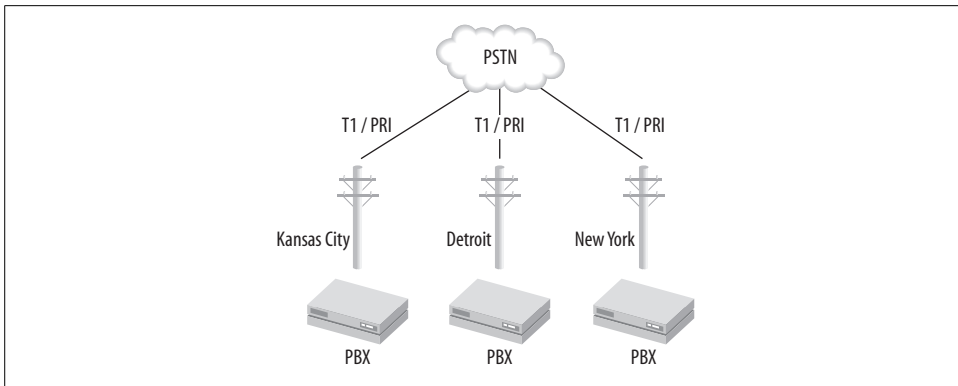 PSTN
T1 / PRI
T1 / PRI
T1 / PRI
Kansas City
Detroit
New York
PBX
PBX
PBX